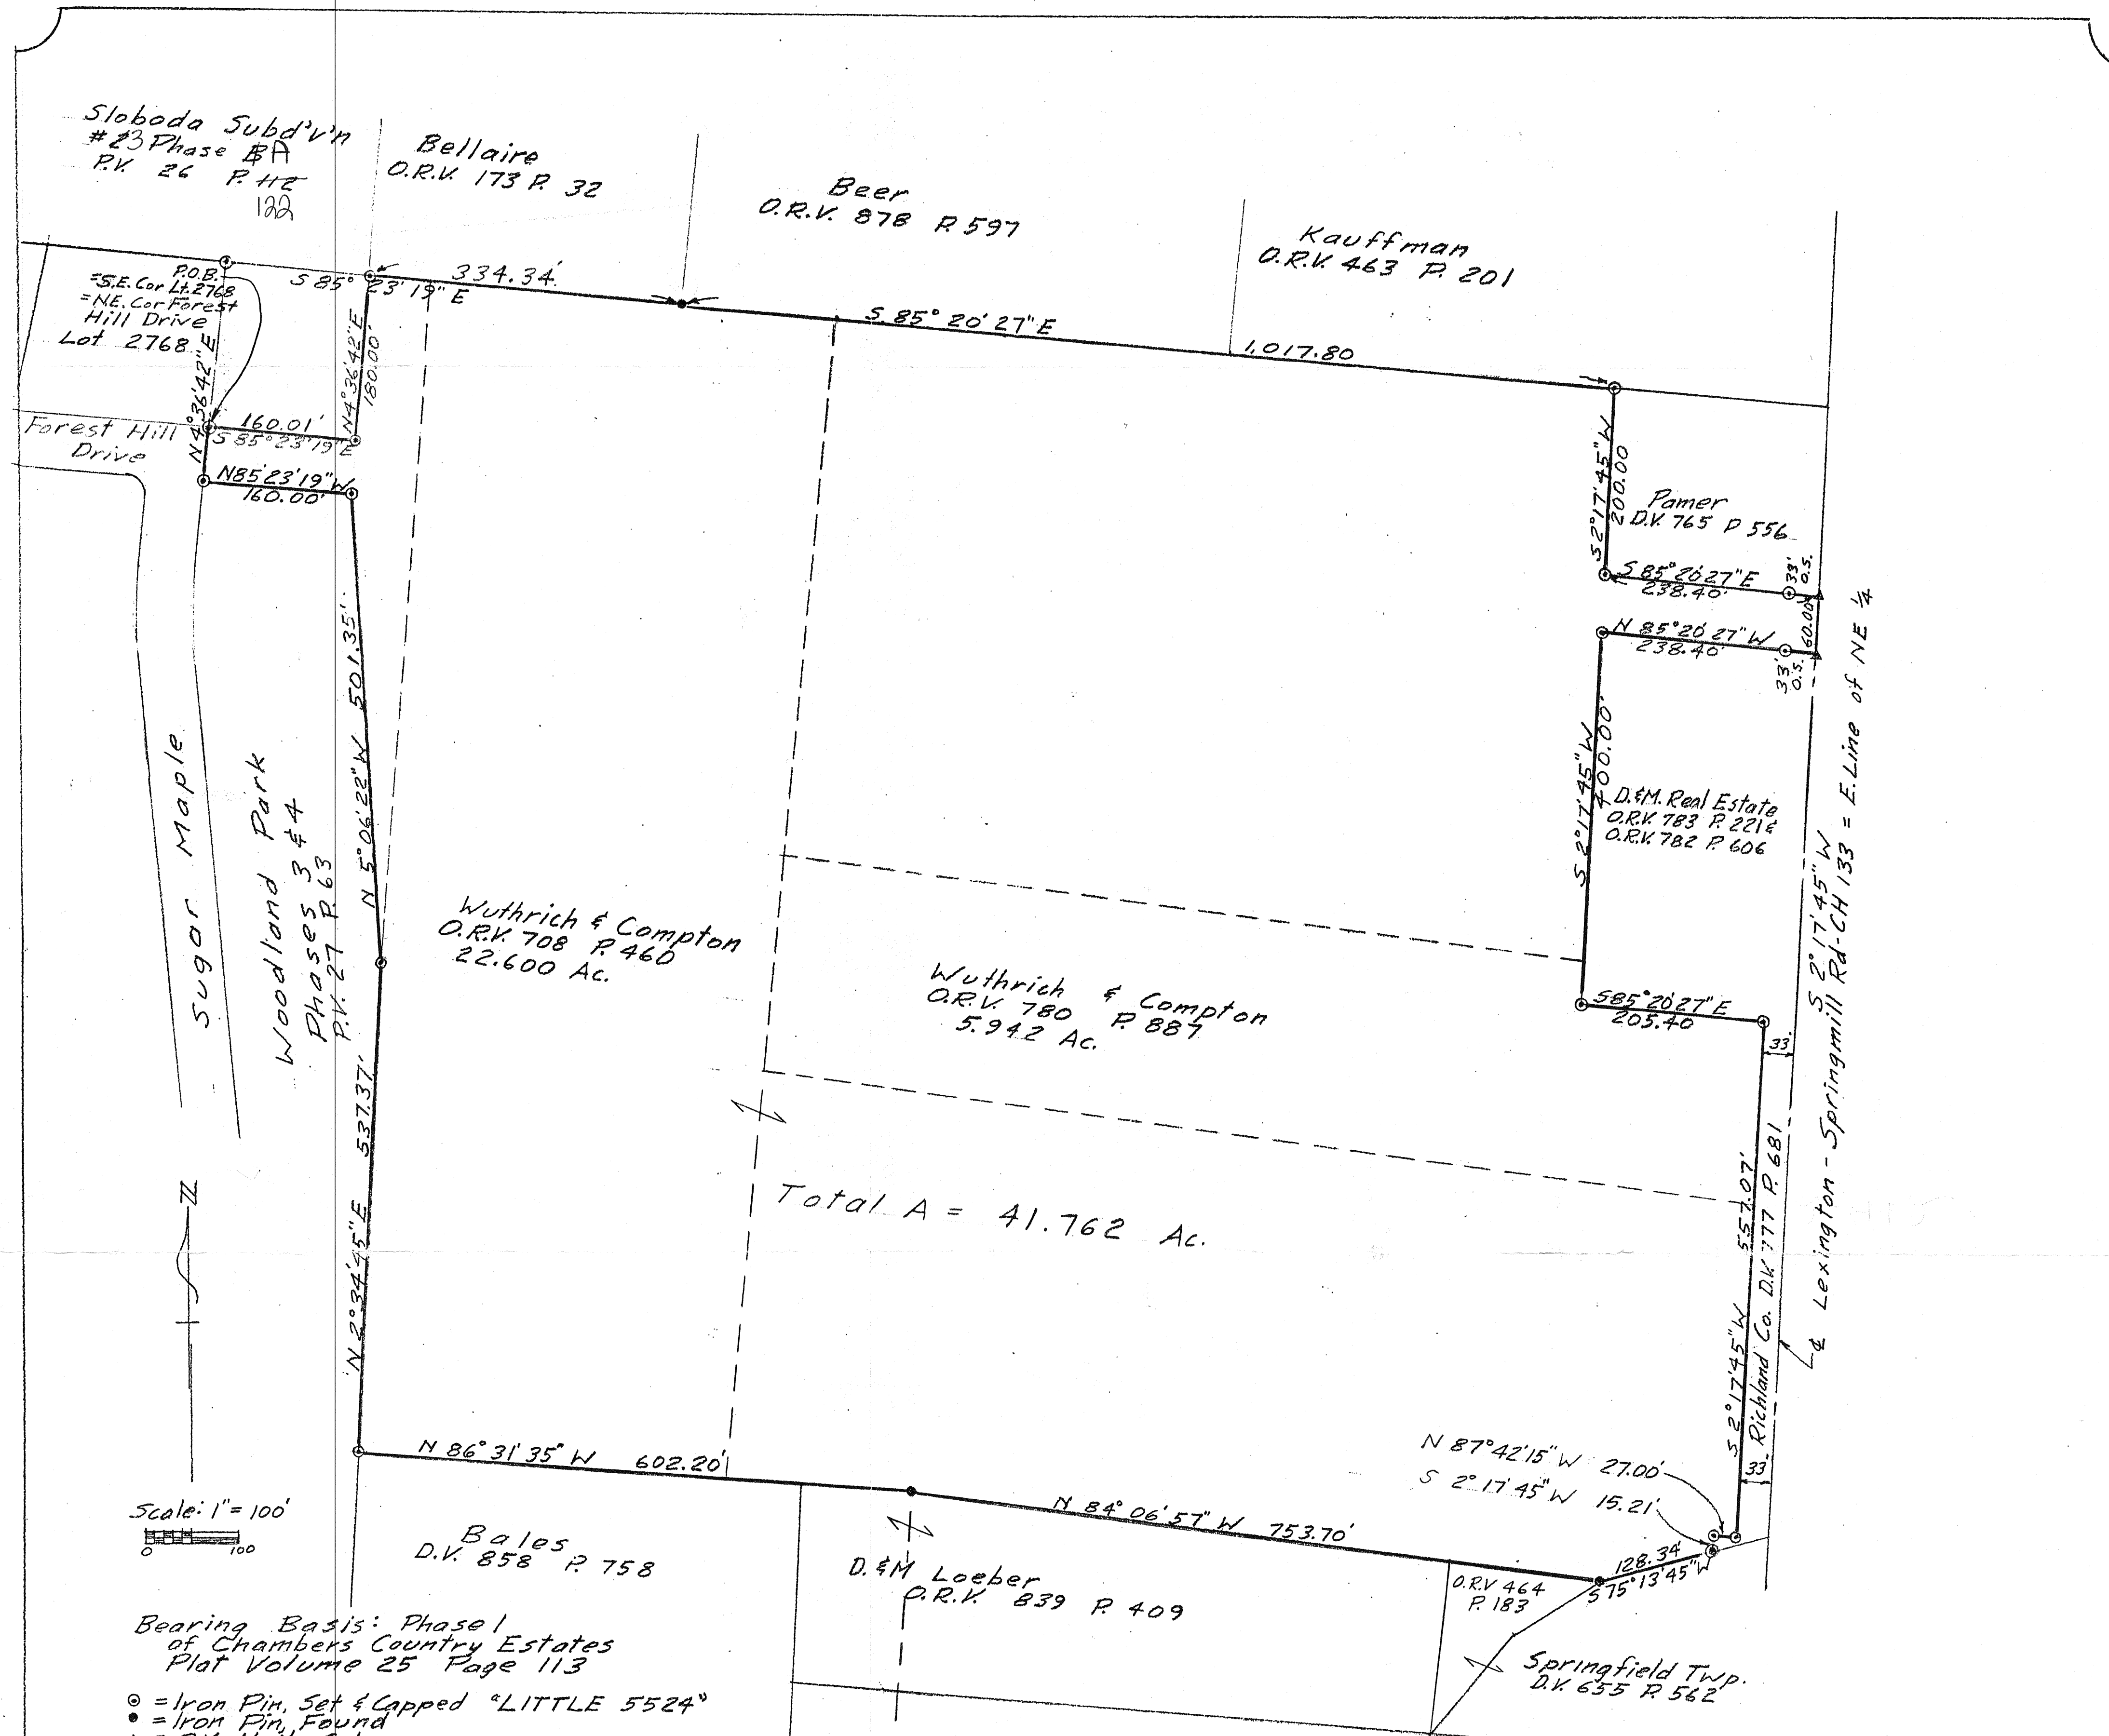 Sloboda Subd'v'n
#23 Phase A
P.V. 26 P. 112
122
Bellaire
O.R.V. 173 P. 32
Beer
O.R.V. 878 P. 597
Kauffman
O.R.V. 463 P. 201
P.O.B.
=S.E. Cor Lt. 2768
=N.E. Cor Forest
Hill Drive
Lot 2768
S 85° 23' 19" E
334.34'
S. 85° 20' 27" E
1,017.80
N 4° 36' 42" E
N 4° 36' 42" E
180.00'
160.01'
S 85° 23' 19" E
Forest Hill
Drive
N 85° 23' 19" W
160.00'
S 2° 17' 45" W
200.00
Pamer
D.V. 765 P 556
S 85° 20' 27" E
238.40'
33'
O.S.
60.00'
N 85° 20' 27" W
238.40'
33'
O.S.
N 5° 06' 22" W 501.35'
S 2° 17' 45" W
400.00'
D.&M. Real Estate
O.R.V. 783 P. 221 &
O.R.V. 782 P. 606
S 2° 17' 45" W
℄ Lexington - Springmill Rd - CH 133 = E. Line of NE 1/4
Sugar Maple
Woodland Park
Phases 3 & 4
P.V. 27 P. 63
Wuthrich & Compton
O.R.V. 708 P. 460
22.600 Ac.
Wuthrich & Compton
O.R.V. 780 P. 887
5.942 Ac.
S 85° 20' 27" E
205.40
33.
N 2° 34' 45" E 537.37'
Total A = 41.762 Ac.
S 2° 17' 45" W 557.07'
Richland Co. D.V. 777 P. 681
N
N 86° 31' 35" W 602.20'
N 87° 42' 15" W 27.00'
S 2° 17' 45" W 15.21'
33
N 84° 06' 57" W 753.70'
128.34'
S 75° 13' 45" W
Scale: 1" = 100'
0 100
Bales
D.V. 858 P. 758
D. &M Loeber
O.R.V. 839 P. 409
O.R.V 464
P. 183
Springfield Twp.
D.V. 655 P. 562
Bearing Basis: Phase 1
of Chambers Country Estates
Plat Volume 25 Page 113
= Iron Pin, Set & Capped "LITTLE 5524"
= Iron Pin, Found